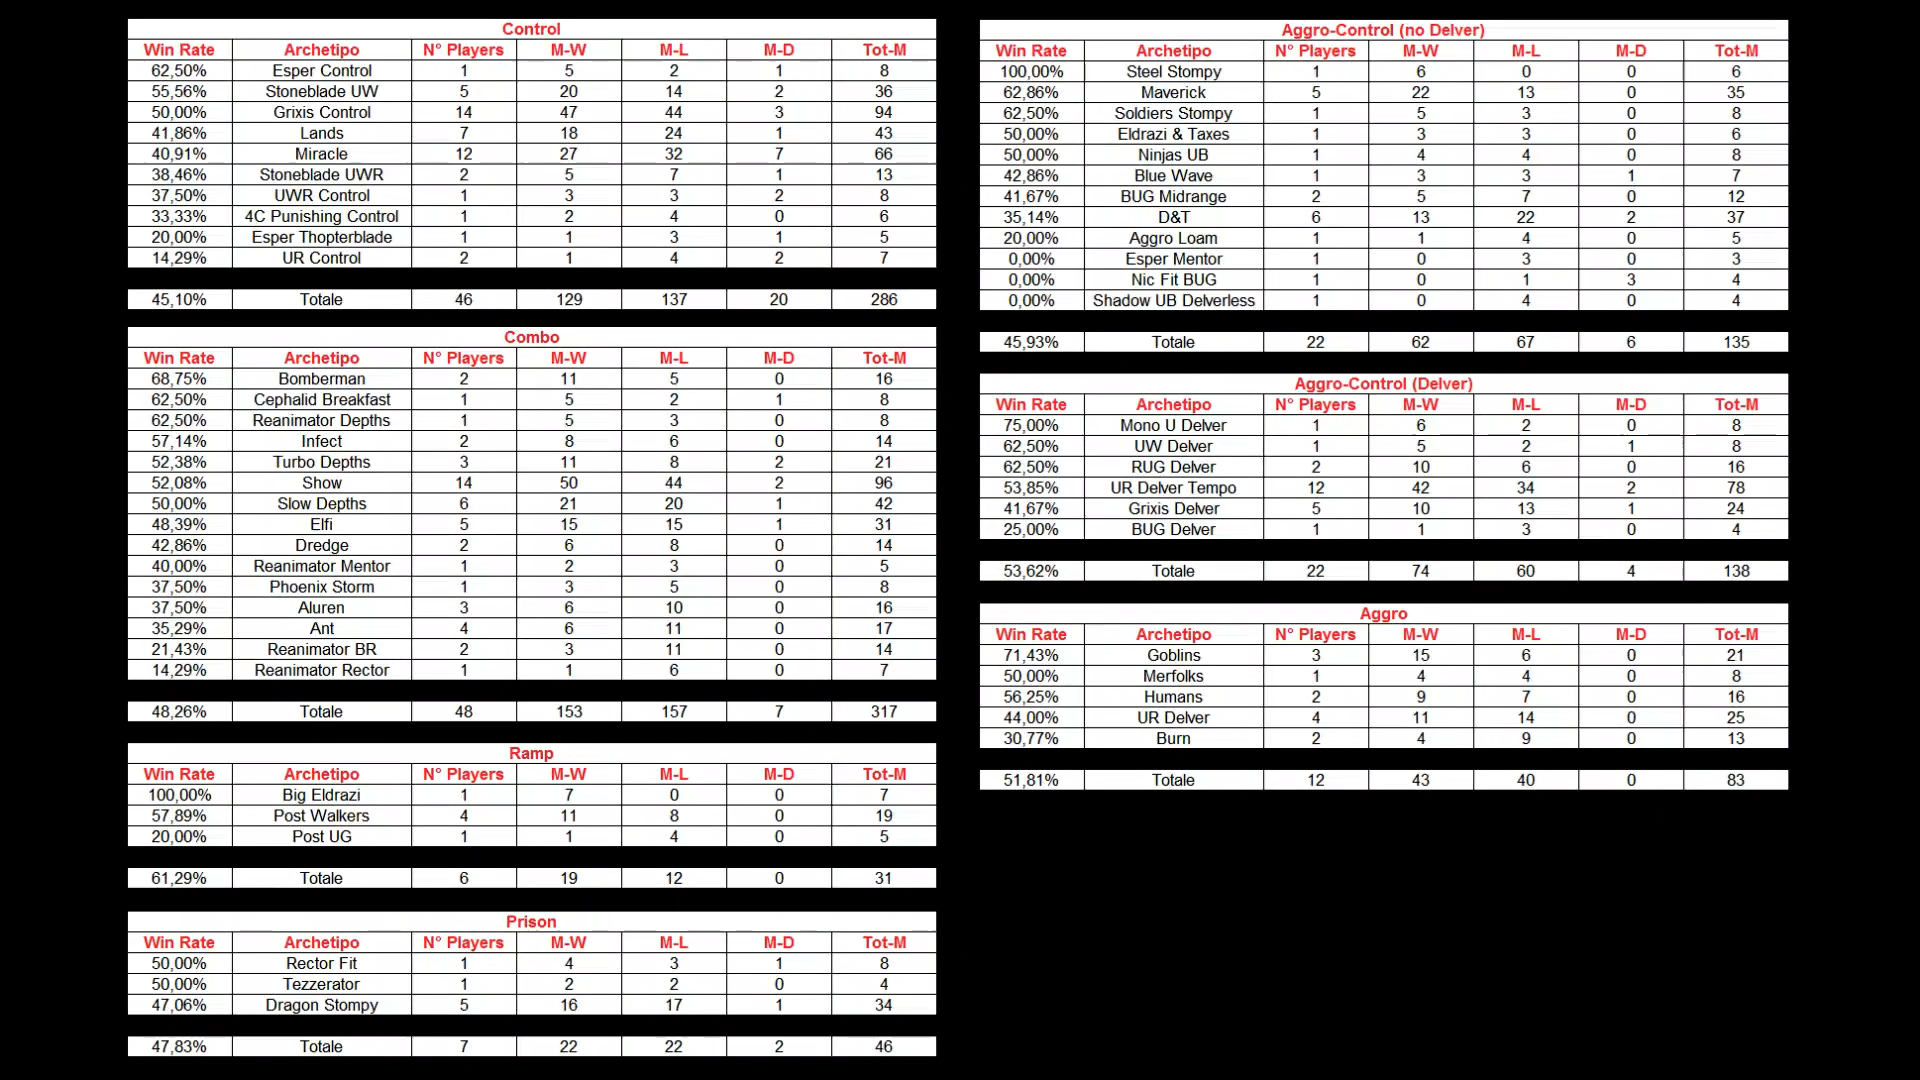 Control
Win Rate Archetipo N° Players M-W M-L M-D Tot-M
62,50% Esper Control 1 5 2 1 8
55,56% Stoneblade UW 5 20 14 2 36
50,00% Grixis Control 14 47 44 3 94
41,86% Lands 7 18 24 1 43
40,91% Miracle 12 27 32 7 66
38,46% Stoneblade UWR 2 5 7 1 13
37,50% UWR Control 1 3 3 2 8
33,33% 4C Punishing Control 1 2 4 0 6
20,00% Esper Thopterblade 1 1 3 1 5
14,29% UR Control 2 1 4 2 7
45,10% Totale 46 129 137 20 286
Combo
Win Rate Archetipo N° Players M-W M-L M-D Tot-M
68,75% Bomberman 2 11 5 0 16
62,50% Cephalid Breakfast 1 5 2 1 8
62,50% Reanimator Depths 1 5 3 0 8
57,14% Infect 2 8 6 0 14
52,38% Turbo Depths 3 11 8 2 21
52,08% Show 14 50 44 2 96
50,00% Slow Depths 6 21 20 1 42
48,39% Elfi 5 15 15 1 31
42,86% Dredge 2 6 8 0 14
40,00% Reanimator Mentor 1 2 3 0 5
37,50% Phoenix Storm 1 3 5 0 8
37,50% Aluren 3 6 10 0 16
35,29% Ant 4 6 11 0 17
21,43% Reanimator BR 2 3 11 0 14
14,29% Reanimator Rector 1 1 6 0 7
48,26% Totale 48 153 157 7 317
Ramp
Win Rate Archetipo N° Players M-W M-L M-D Tot-M
100,00% Big Eldrazi 1 7 0 0 7
57,89% Post Walkers 4 11 8 0 19
20,00% Post UG 1 1 4 0 5
61,29% Totale 6 19 12 0 31
Prison
Win Rate Archetipo N° Players M-W M-L M-D Tot-M
50,00% Rector Fit 1 4 3 1 8
50,00% Tezzerator 1 2 2 0 4
47,06% Dragon Stompy 5 16 17 1 34
47,83% Totale 7 22 22 2 46
Aggro-Control (no Delver)
Win Rate Archetipo N° Players M-W M-L M-D Tot-M
100,00% Steel Stompy 1 6 0 0 6
62,86% Maverick 5 22 13 0 35
62,50% Soldiers Stompy 1 5 3 0 8
50,00% Eldrazi & Taxes 1 3 3 0 6
50,00% Ninjas UB 1 4 4 0 8
42,86% Blue Wave 1 3 3 1 7
41,67% BUG Midrange 2 5 7 0 12
35,14% D&T 6 13 22 2 37
20,00% Aggro Loam 1 1 4 0 5
0,00% Esper Mentor 1 0 3 0 3
0,00% Nic Fit BUG 1 0 1 3 4
0,00% Shadow UB Delverless 1 0 4 0 4
45,93% Totale 22 62 67 6 135
Aggro-Control (Delver)
Win Rate Archetipo N° Players M-W M-L M-D Tot-M
75,00% Mono U Delver 1 6 2 0 8
62,50% UW Delver 1 5 2 1 8
62,50% RUG Delver 2 10 6 0 16
53,85% UR Delver Tempo 12 42 34 2 78
41,67% Grixis Delver 5 10 13 1 24
25,00% BUG Delver 1 1 3 0 4
53,62% Totale 22 74 60 4 138
Aggro
Win Rate Archetipo N° Players M-W M-L M-D Tot-M
71,43% Goblins 3 15 6 0 21
50,00% Merfolks 1 4 4 0 8
56,25% Humans 2 9 7 0 16
44,00% UR Delver 4 11 14 0 25
30,77% Burn 2 4 9 0 13
51,81% Totale 12 43 40 0 83